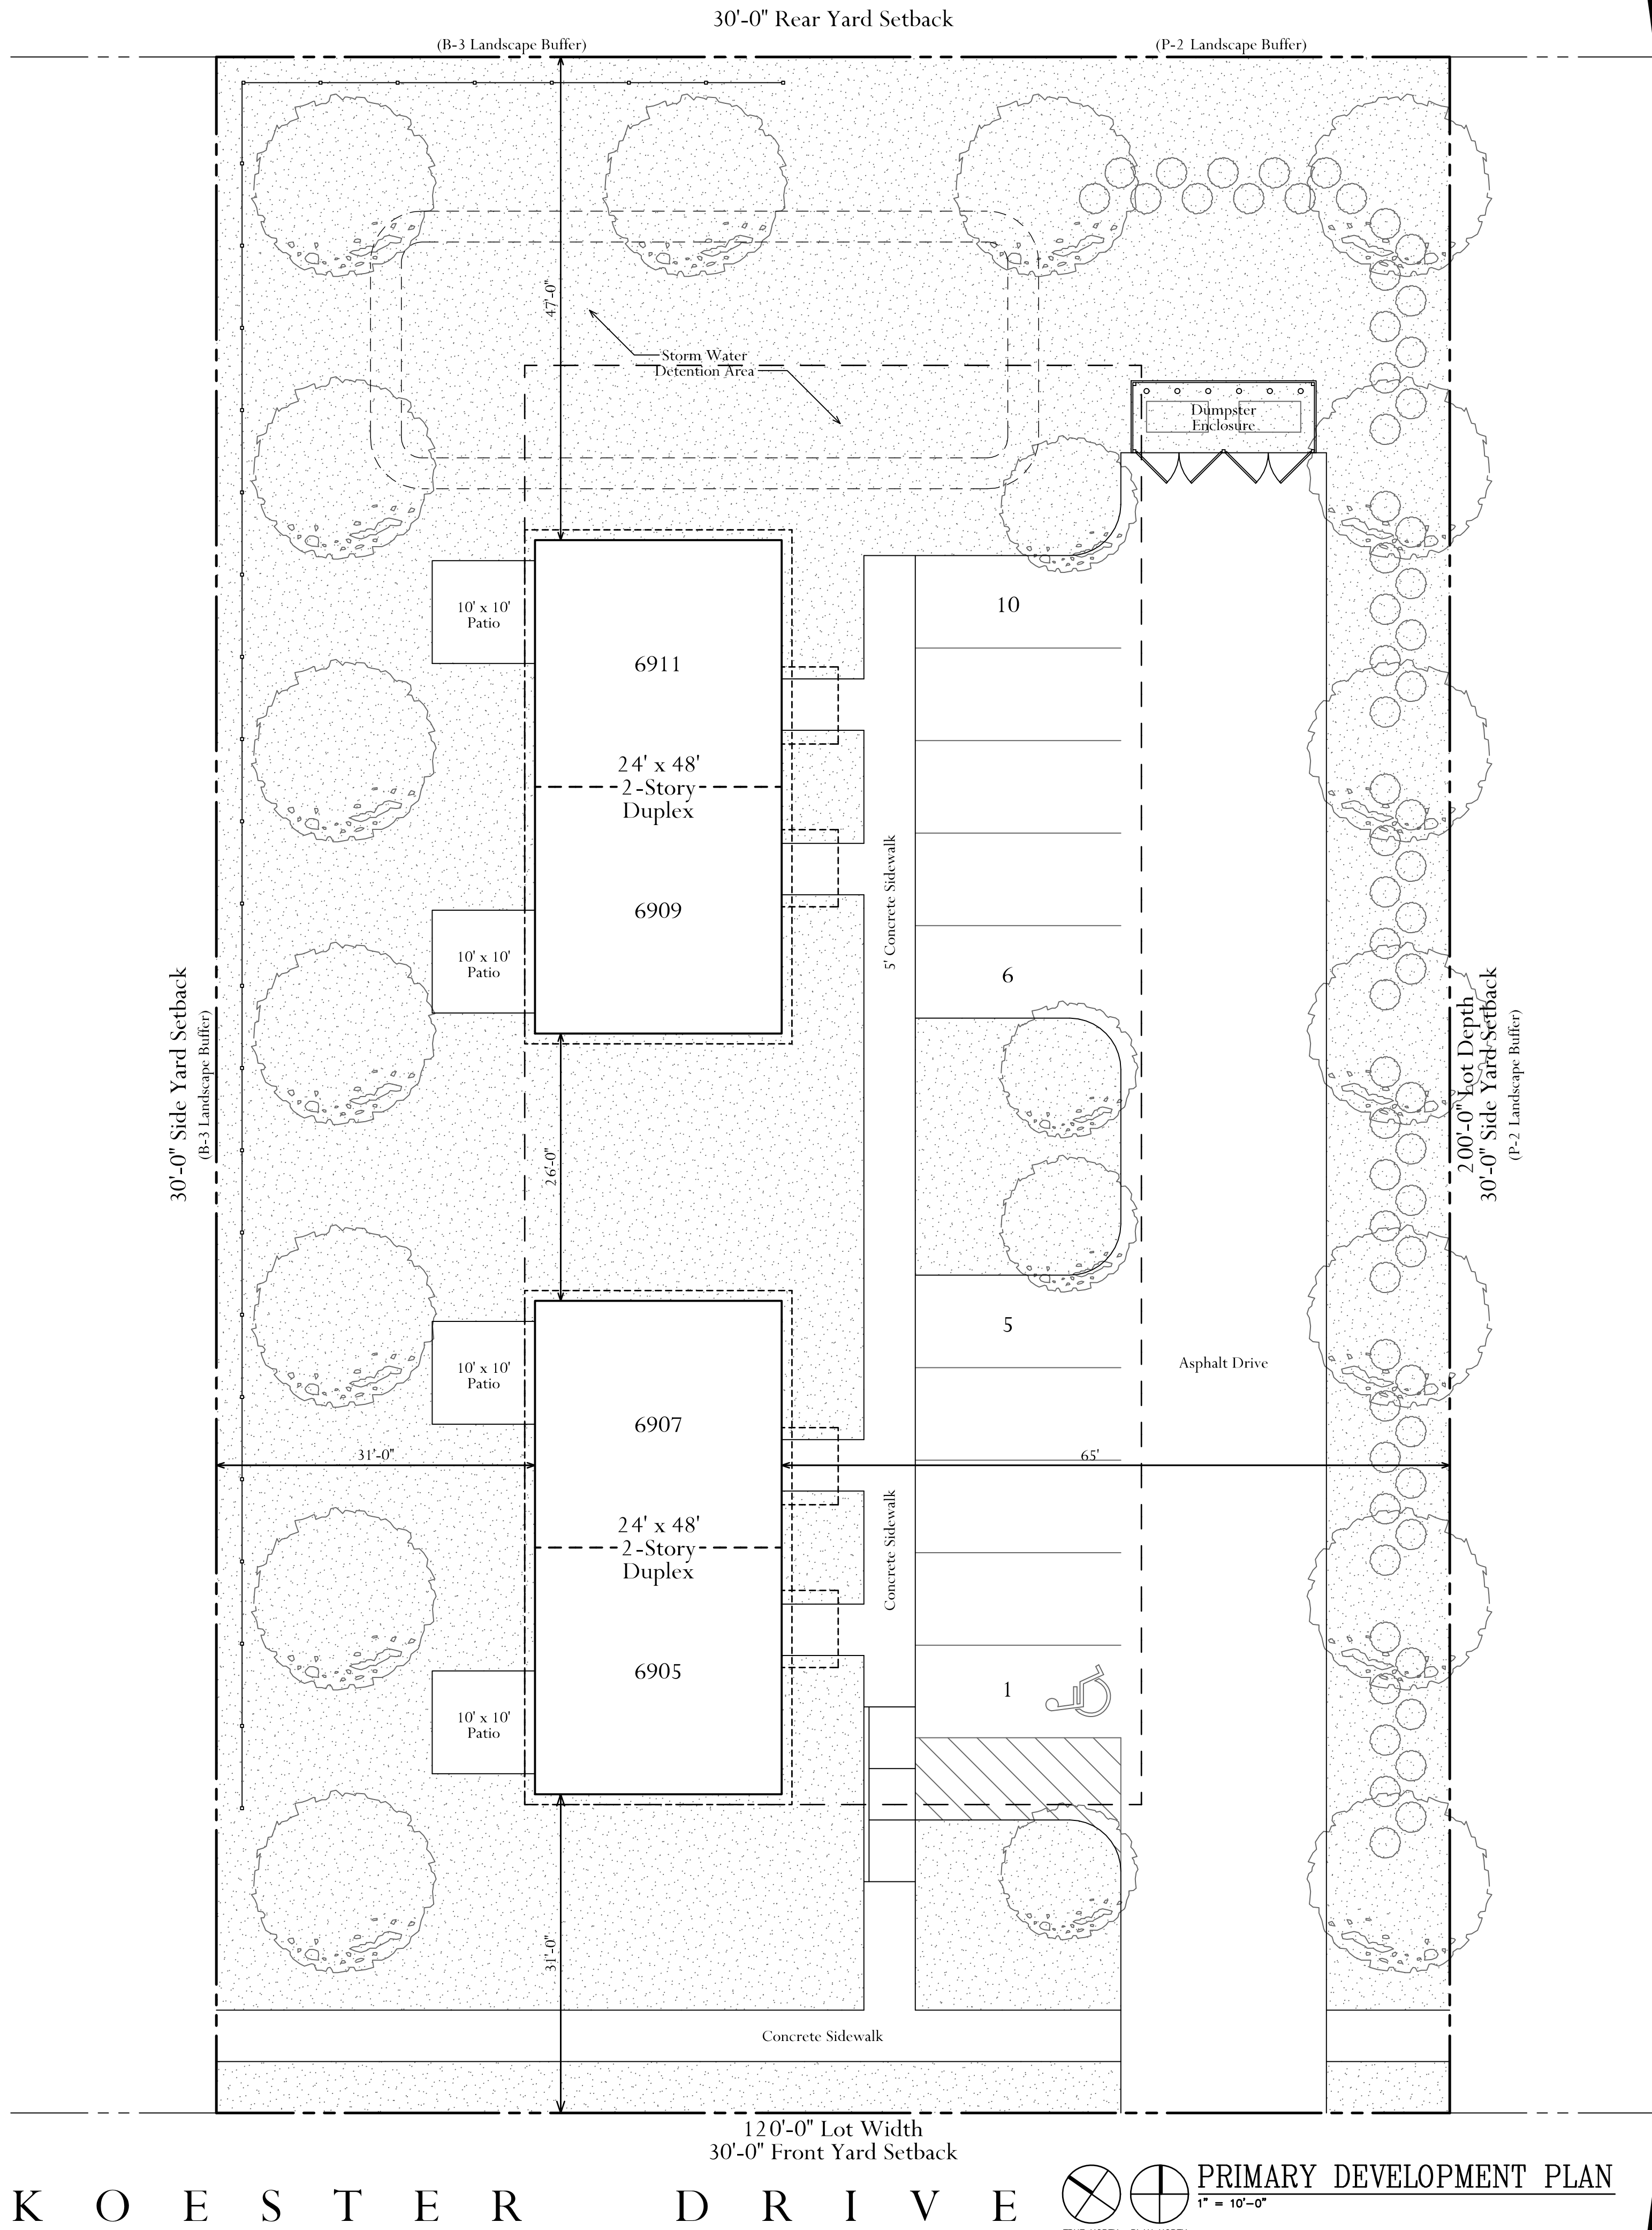 30'-0" Rear Yard Setback
(B-3 Landscape Buffer)
(P-2 Landscape Buffer)
47'-0"
Storm Water
Detention Area
Dumpster
Enclosure
10' x 10'
Patio
6911
10
24' x 48'
2-Story
Duplex
5' Concrete Sidewalk
6909
10' x 10'
Patio
6
30'-0" Side Yard Setback
(B-3 Landscape Buffer)
200'-0" Lot Depth
30'-0" Side Yard Setback
(P-2 Landscape Buffer)
26'-0"
10' x 10'
Patio
5
Asphalt Drive
6907
31'-0"
65'
24' x 48'
2-Story
Duplex
Concrete Sidewalk
6905
1
10' x 10'
Patio
31'-0"
Concrete Sidewalk
120'-0" Lot Width
30'-0" Front Yard Setback
KOESTER DRIVE
PRIMARY DEVELOPMENT PLAN
1" = 10'-0"